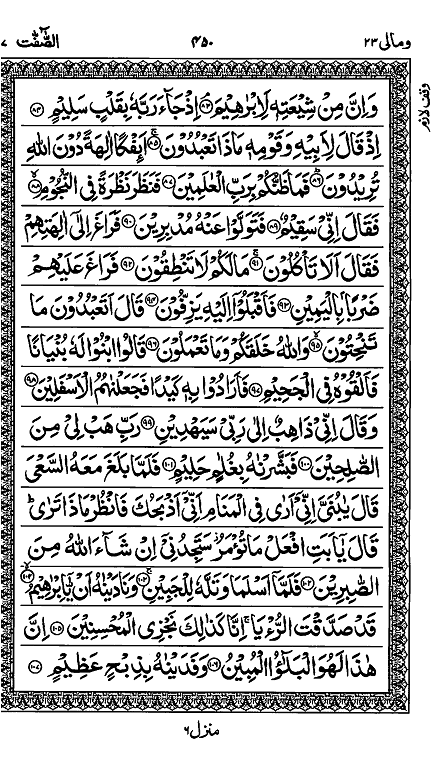 ومالی ۲۳ ۴۵۰ الصّٰفّٰت ۷
وقف لازم
وَاِنَّ مِنْ شِيْعَتِهٖ لَاِبْرٰهِيْمَ ۘ﴿۸۳﴾ اِذْ جَآءَ رَبَّهٗ بِقَلْبٍ سَلِيْمٍ ﴿۸۴﴾
اِذْ قَالَ لِاَبِيْهِ وَقَوْمِهٖ مَاذَا تَعْبُدُوْنَ ۚ﴿۸۵﴾ اَئِفْكًا اٰلِهَةً دُوْنَ اللّٰهِ
تُرِيْدُوْنَ ؕ﴿۸۶﴾ فَمَا ظَنُّكُمْ بِرَبِّ الْعٰلَمِيْنَ ﴿۸۷﴾ فَنَظَرَ نَظْرَةً فِى النُّجُوْمِ ۙ﴿۸۸﴾
فَقَالَ اِنِّىْ سَقِيْمٌ ﴿۸۹﴾ فَتَوَلَّوْا عَنْهُ مُدْبِرِيْنَ ﴿۹۰﴾ فَرَاغَ اِلٰٓى اٰلِهَتِهِمْ
فَقَالَ اَلَا تَاْكُلُوْنَ ۚ﴿۹۱﴾ مَا لَكُمْ لَا تَنْطِقُوْنَ ﴿۹۲﴾ فَرَاغَ عَلَيْهِمْ
ضَرْبًۢا بِالْيَمِيْنِ ﴿۹۳﴾ فَاَقْبَلُوْٓا اِلَيْهِ يَزِفُّوْنَ ﴿۹۴﴾ قَالَ اَتَعْبُدُوْنَ مَا
تَنْحِتُوْنَ ۙ﴿۹۵﴾ وَاللّٰهُ خَلَقَكُمْ وَمَا تَعْمَلُوْنَ ﴿۹۶﴾ قَالُوا ابْنُوْا لَهٗ بُنْيَانًا
فَاَلْقُوْهُ فِى الْجَحِيْمِ ﴿۹۷﴾ فَاَرَادُوْا بِهٖ كَيْدًا فَجَعَلْنٰهُمُ الْاَسْفَلِيْنَ ﴿۹۸﴾
وَقَالَ اِنِّىْ ذَاهِبٌ اِلٰى رَبِّىْ سَيَهْدِيْنِ ﴿۹۹﴾ رَبِّ هَبْ لِىْ مِنَ
الصّٰلِحِيْنَ ﴿۱۰۰﴾ فَبَشَّرْنٰهُ بِغُلٰمٍ حَلِيْمٍ ﴿۱۰۱﴾ فَلَمَّا بَلَغَ مَعَهُ السَّعْىَ
قَالَ يٰبُنَىَّ اِنِّىْٓ اَرٰى فِى الْمَنَامِ اَنِّىْٓ اَذْبَحُكَ فَانْظُرْ مَاذَا تَرٰى ؕ
قَالَ يٰٓاَبَتِ افْعَلْ مَا تُؤْمَرُ ؗ سَتَجِدُنِىْٓ اِنْ شَآءَ اللّٰهُ مِنَ
الصّٰبِرِيْنَ ﴿۱۰۲﴾ فَلَمَّآ اَسْلَمَا وَتَلَّهٗ لِلْجَبِيْنِ ۚ﴿۱۰۳﴾ وَنَادَيْنٰهُ اَنْ يّٰٓاِبْرٰهِيْمُ ۙ﴿۱۰۴﴾
قَدْ صَدَّقْتَ الرُّءْيَا ۚ اِنَّا كَذٰلِكَ نَجْزِى الْمُحْسِنِيْنَ ﴿۱۰۵﴾ اِنَّ
هٰذَا لَهُوَ الْبَلٰٓؤُا الْمُبِيْنُ ﴿۱۰۶﴾ وَفَدَيْنٰهُ بِذِبْحٍ عَظِيْمٍ ﴿۱۰۷﴾
منزل ۶